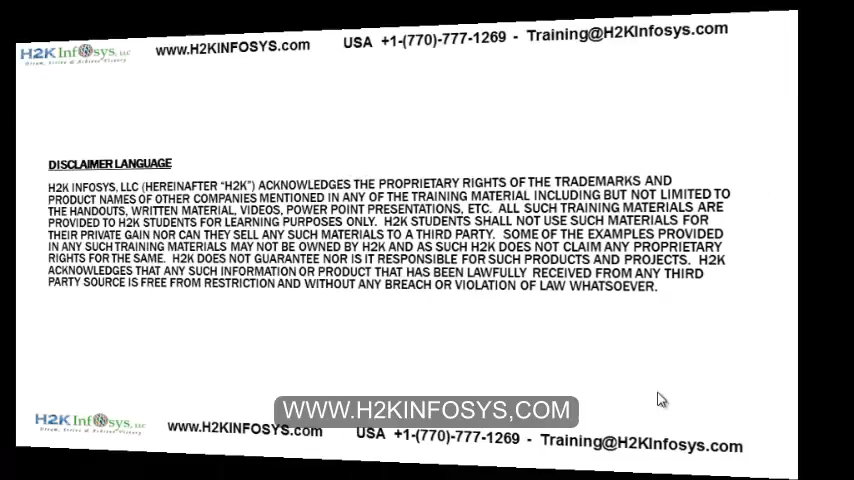 H2K Infosys, LLC
Dream, Strive & Achieve Victory
www.H2KINFOSYS.com
USA +1-(770)-777-1269 - Training@H2KInfosys.com
DISCLAIMER LANGUAGE
H2K INFOSYS, LLC (HEREINAFTER “H2K”) ACKNOWLEDGES THE PROPRIETARY RIGHTS OF THE TRADEMARKS AND
PRODUCT NAMES OF OTHER COMPANIES MENTIONED IN ANY OF THE TRAINING MATERIAL INCLUDING BUT NOT LIMITED TO
THE HANDOUTS, WRITTEN MATERIAL, VIDEOS, POWER POINT PRESENTATIONS, ETC. ALL SUCH TRAINING MATERIALS ARE
PROVIDED TO H2K STUDENTS FOR LEARNING PURPOSES ONLY. H2K STUDENTS SHALL NOT USE SUCH MATERIALS FOR
THEIR PRIVATE GAIN NOR CAN THEY SELL ANY SUCH MATERIALS TO A THIRD PARTY. SOME OF THE EXAMPLES PROVIDED
IN ANY SUCH TRAINING MATERIALS MAY NOT BE OWNED BY H2K AND AS SUCH H2K DOES NOT CLAIM ANY PROPRIETARY
RIGHTS FOR THE SAME. H2K DOES NOT GUARANTEE NOR IS IT RESPONSIBLE FOR SUCH PRODUCTS AND PROJECTS. H2K
ACKNOWLEDGES THAT ANY SUCH INFORMATION OR PRODUCT THAT HAS BEEN LAWFULLY RECEIVED FROM ANY THIRD
PARTY SOURCE IS FREE FROM RESTRICTION AND WITHOUT ANY BREACH OR VIOLATION OF LAW WHATSOEVER.
WWW.H2KINFOSYS,COM
H2K Infosys, LLC
Dream, Strive & Achieve Victory
www.H2KINFOSYS.com
USA +1-(770)-777-1269 - Training@H2KInfosys.com